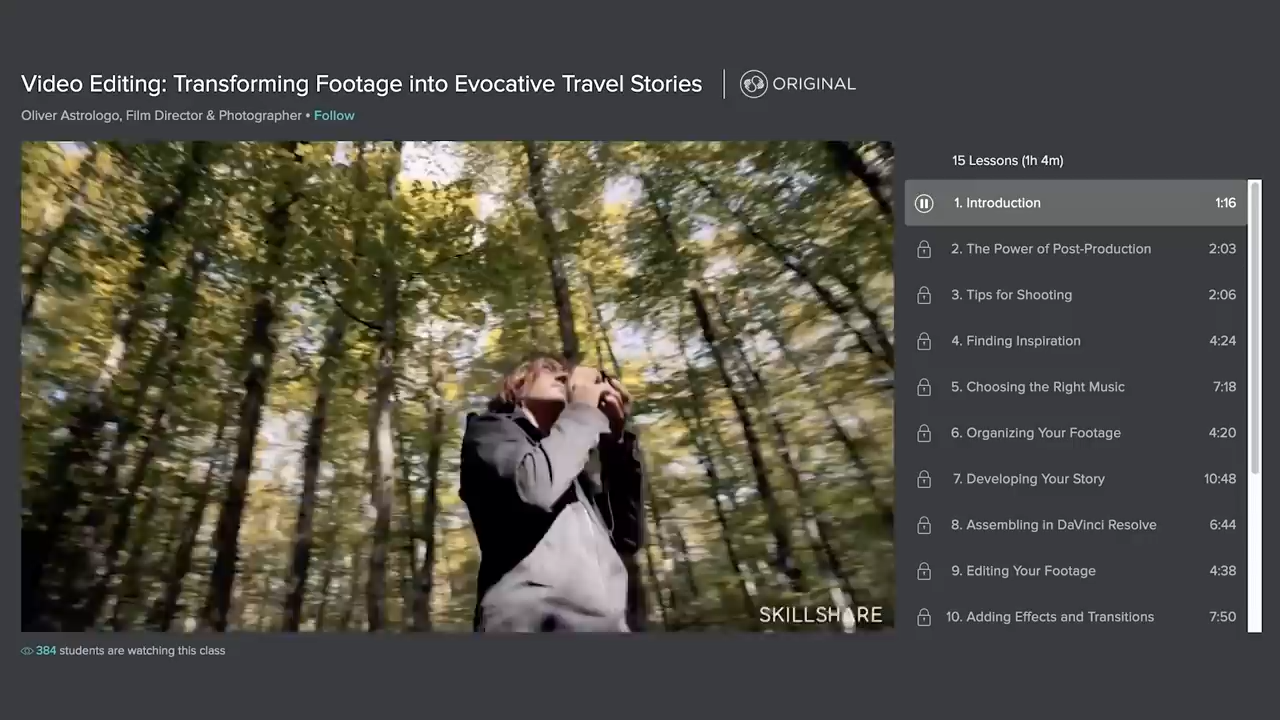 Video Editing: Transforming Footage into Evocative Travel Stories
ORIGINAL
Oliver Astrologo, Film Director & Photographer • Follow
15 Lessons (1h 4m)
1. Introduction 1:16
2. The Power of Post-Production 2:03
3. Tips for Shooting 2:06
4. Finding Inspiration 4:24
5. Choosing the Right Music 7:18
6. Organizing Your Footage 4:20
7. Developing Your Story 10:48
8. Assembling in DaVinci Resolve 6:44
9. Editing Your Footage 4:38
10. Adding Effects and Transitions 7:50
SKILLSHARE
384 students are watching this class